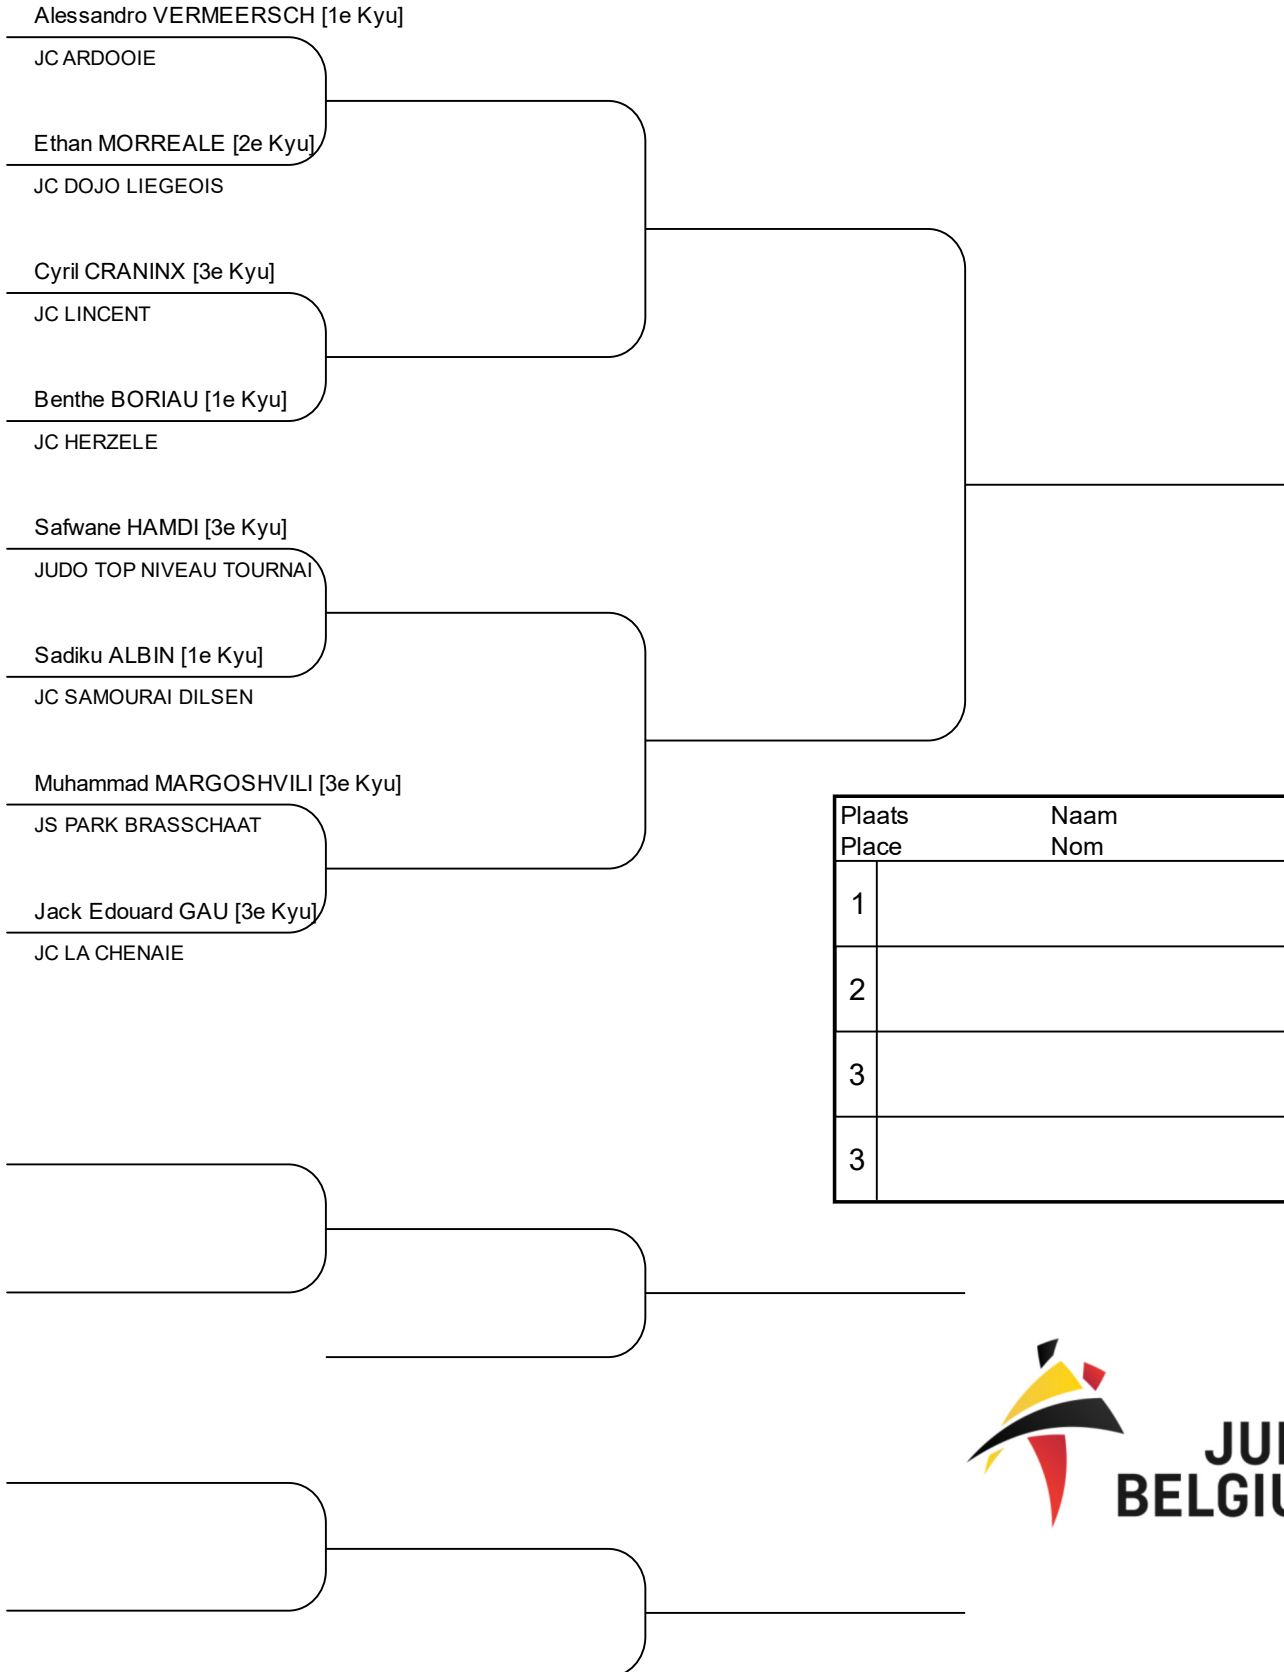 Alessandro VERMEERSCH [1e Kyu]
JC ARDOOIE
Ethan MORREALE [2e Kyu]
JC DOJO LIEGEOIS
Cyril CRANINX [3e Kyu]
JC LINCENT
Benthe BORIAU [1e Kyu]
JC HERZELE
Safwane HAMDI [3e Kyu]
JUDO TOP NIVEAU TOURNAI
Sadiku ALBIN [1e Kyu]
JC SAMOURAI DILSEN
Muhammad MARGOSHVILI [3e Kyu]
JS PARK BRASSCHAAT
Jack Edouard GAU [3e Kyu]
JC LA CHENAIE
Plaats Naam
Place Nom
1
2
3
3